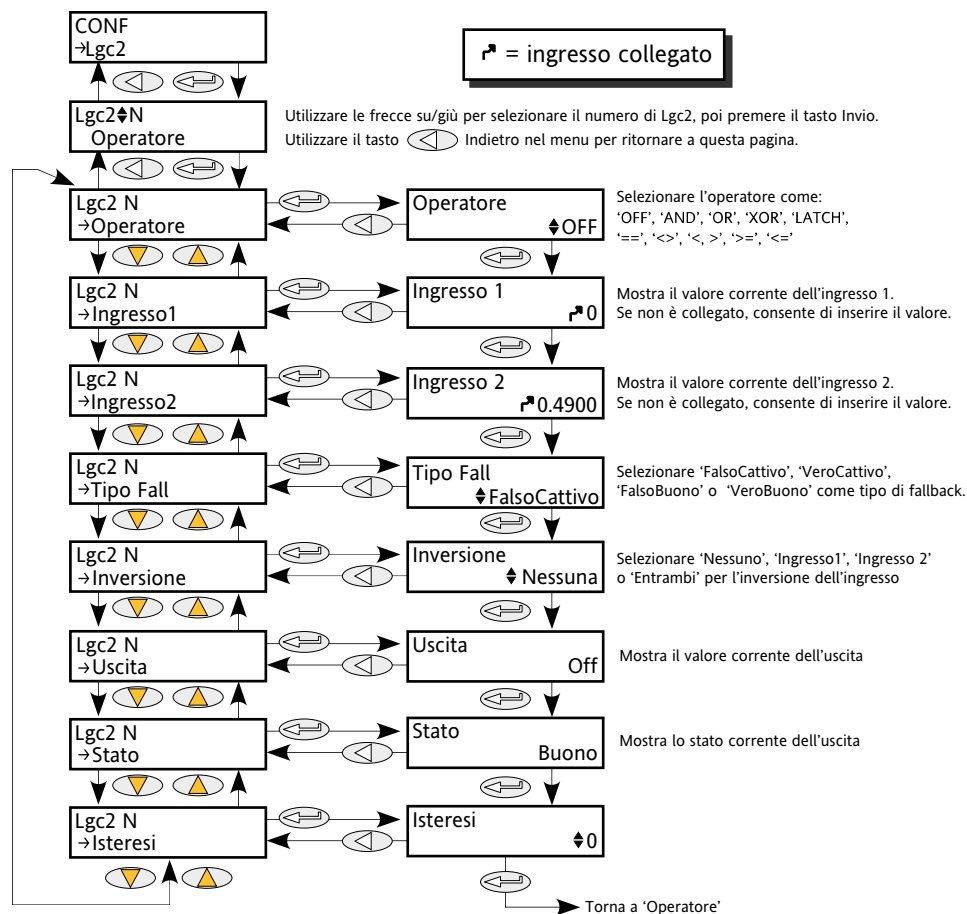 CONF
→Lgc2
= ingresso collegato
Lgc2♦N
Operatore
Utilizzare le frecce su/giù per selezionare il numero di Lgc2, poi premere il tasto Invio.
Utilizzare il tasto Indietro nel menu per ritornare a questa pagina.
Lgc2 N
→Operatore
Operatore
♦OFF
Selezionare l'operatore come:
'OFF', 'AND', 'OR', 'XOR', 'LATCH',
'==', '<>', '<, >', '>=', '<='
Lgc2 N
→Ingresso1
Ingresso 1
0
Mostra il valore corrente dell'ingresso 1.
Se non è collegato, consente di inserire il valore.
Lgc2 N
→Ingresso2
Ingresso 2
0.4900
Mostra il valore corrente dell'ingresso 2.
Se non è collegato, consente di inserire il valore.
Lgc2 N
→Tipo Fall
Tipo Fall
♦FalsoCattivo
Selezionare 'FalsoCattivo', 'VeroCattivo',
'FalsoBuono' o 'VeroBuono' come tipo di fallback.
Lgc2 N
→Inversione
Inversione
♦ Nessuna
Selezionare 'Nessuno', 'Ingresso1', 'Ingresso 2'
o 'Entrambi' per l'inversione dell'ingresso
Lgc2 N
→Uscita
Uscita
Off
Mostra il valore corrente dell'uscita
Lgc2 N
→Stato
Stato
Buono
Mostra lo stato corrente dell'uscita
Lgc2 N
→Isteresi
Isteresi
♦0
Torna a 'Operatore'